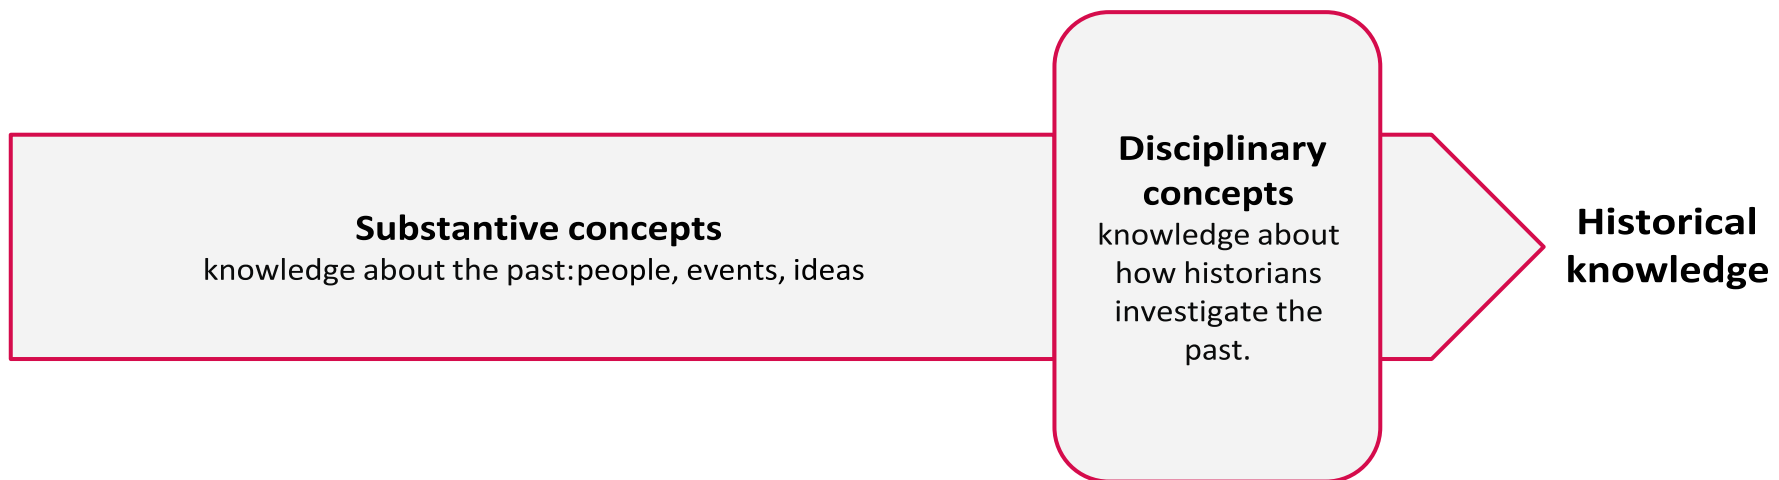 Substantive concepts
knowledge about the past:people, events, ideas
Disciplinary
concepts
knowledge about
how historians
investigate the
past.
Historical
knowledge